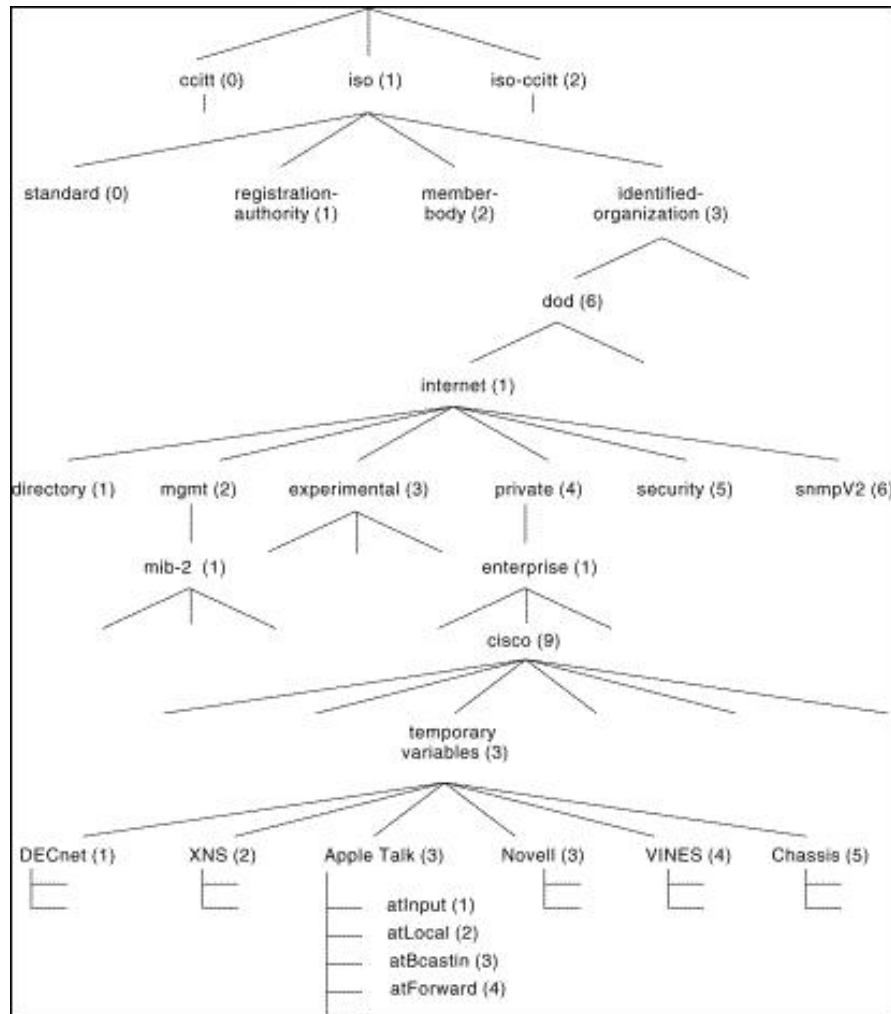 ccitt (0)
iso (1)
iso-ccitt (2)
standard (0)
registration-
authority (1)
member-
body (2)
identified-
organization (3)
dod (6)
internet (1)
directory (1)
mgmt (2)
experimental (3)
private (4)
security (5)
snmpV2 (6)
mib-2 (1)
enterprise (1)
cisco (9)
temporary
variables (3)
DECnet (1)
XNS (2)
Apple Talk (3)
Novell (3)
VINES (4)
Chassis (5)
atInput (1)
atLocal (2)
atBcastin (3)
atForward (4)